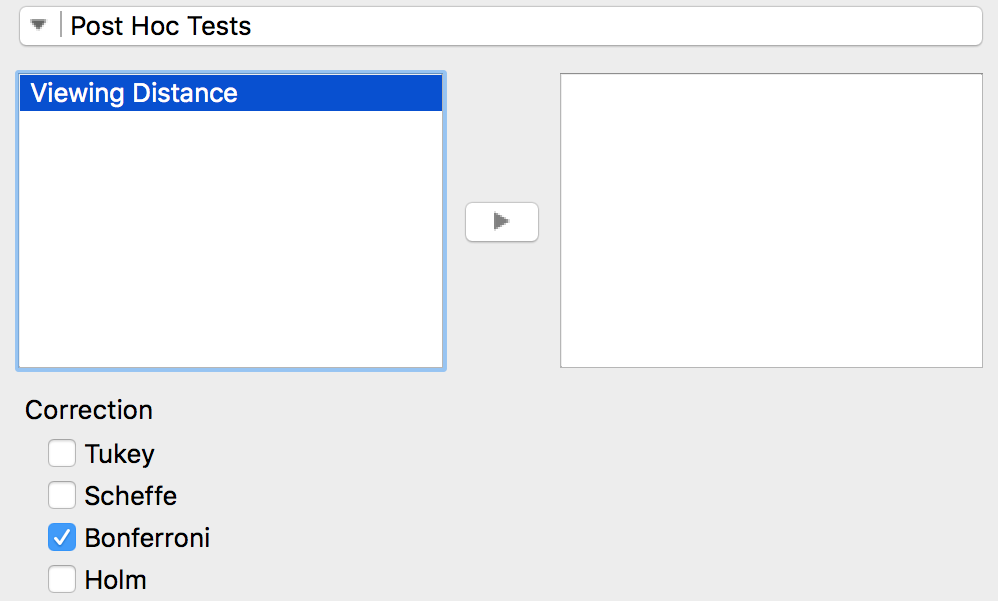 Post Hoc Tests
Viewing Distance
Correction
Tukey
Scheffe
Bonferroni
Holm